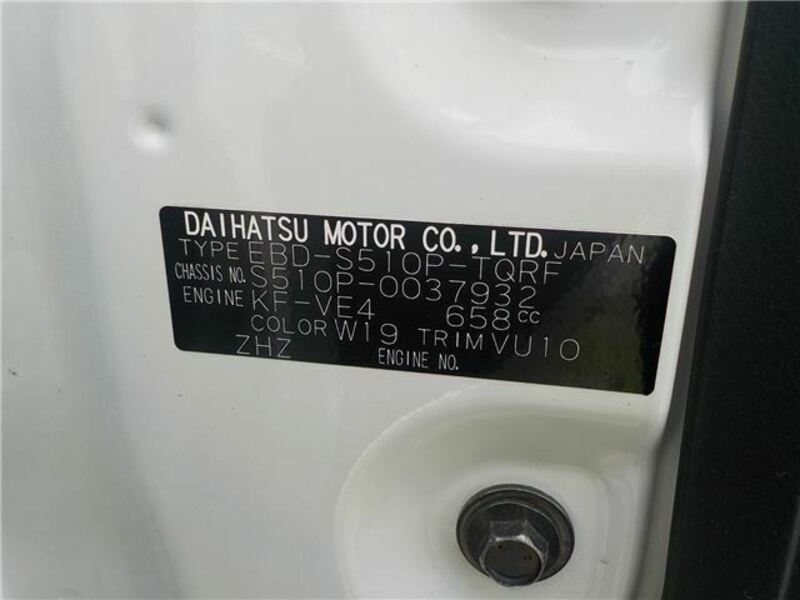 DAIHATSU MOTOR CO., LTD. JAPAN
TYPE EBD-S510P-TQRF
CHASSIS NO. S510P-0037932
ENGINE KF-VE4 658cc
COLOR W19 TRIM VU10
ZHZ ENGINE NO.